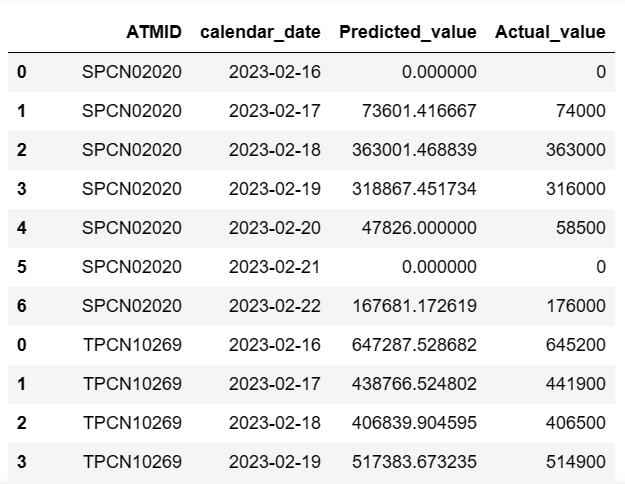 ATMID calendar_date Predicted_value Actual_value
0 SPCN02020 2023-02-16 0.000000 0
1 SPCN02020 2023-02-17 73601.416667 74000
2 SPCN02020 2023-02-18 363001.468839 363000
3 SPCN02020 2023-02-19 318867.451734 316000
4 SPCN02020 2023-02-20 47826.000000 58500
5 SPCN02020 2023-02-21 0.000000 0
6 SPCN02020 2023-02-22 167681.172619 176000
0 TPCN10269 2023-02-16 647287.528682 645200
1 TPCN10269 2023-02-17 438766.524802 441900
2 TPCN10269 2023-02-18 406839.904595 406500
3 TPCN10269 2023-02-19 517383.673235 514900